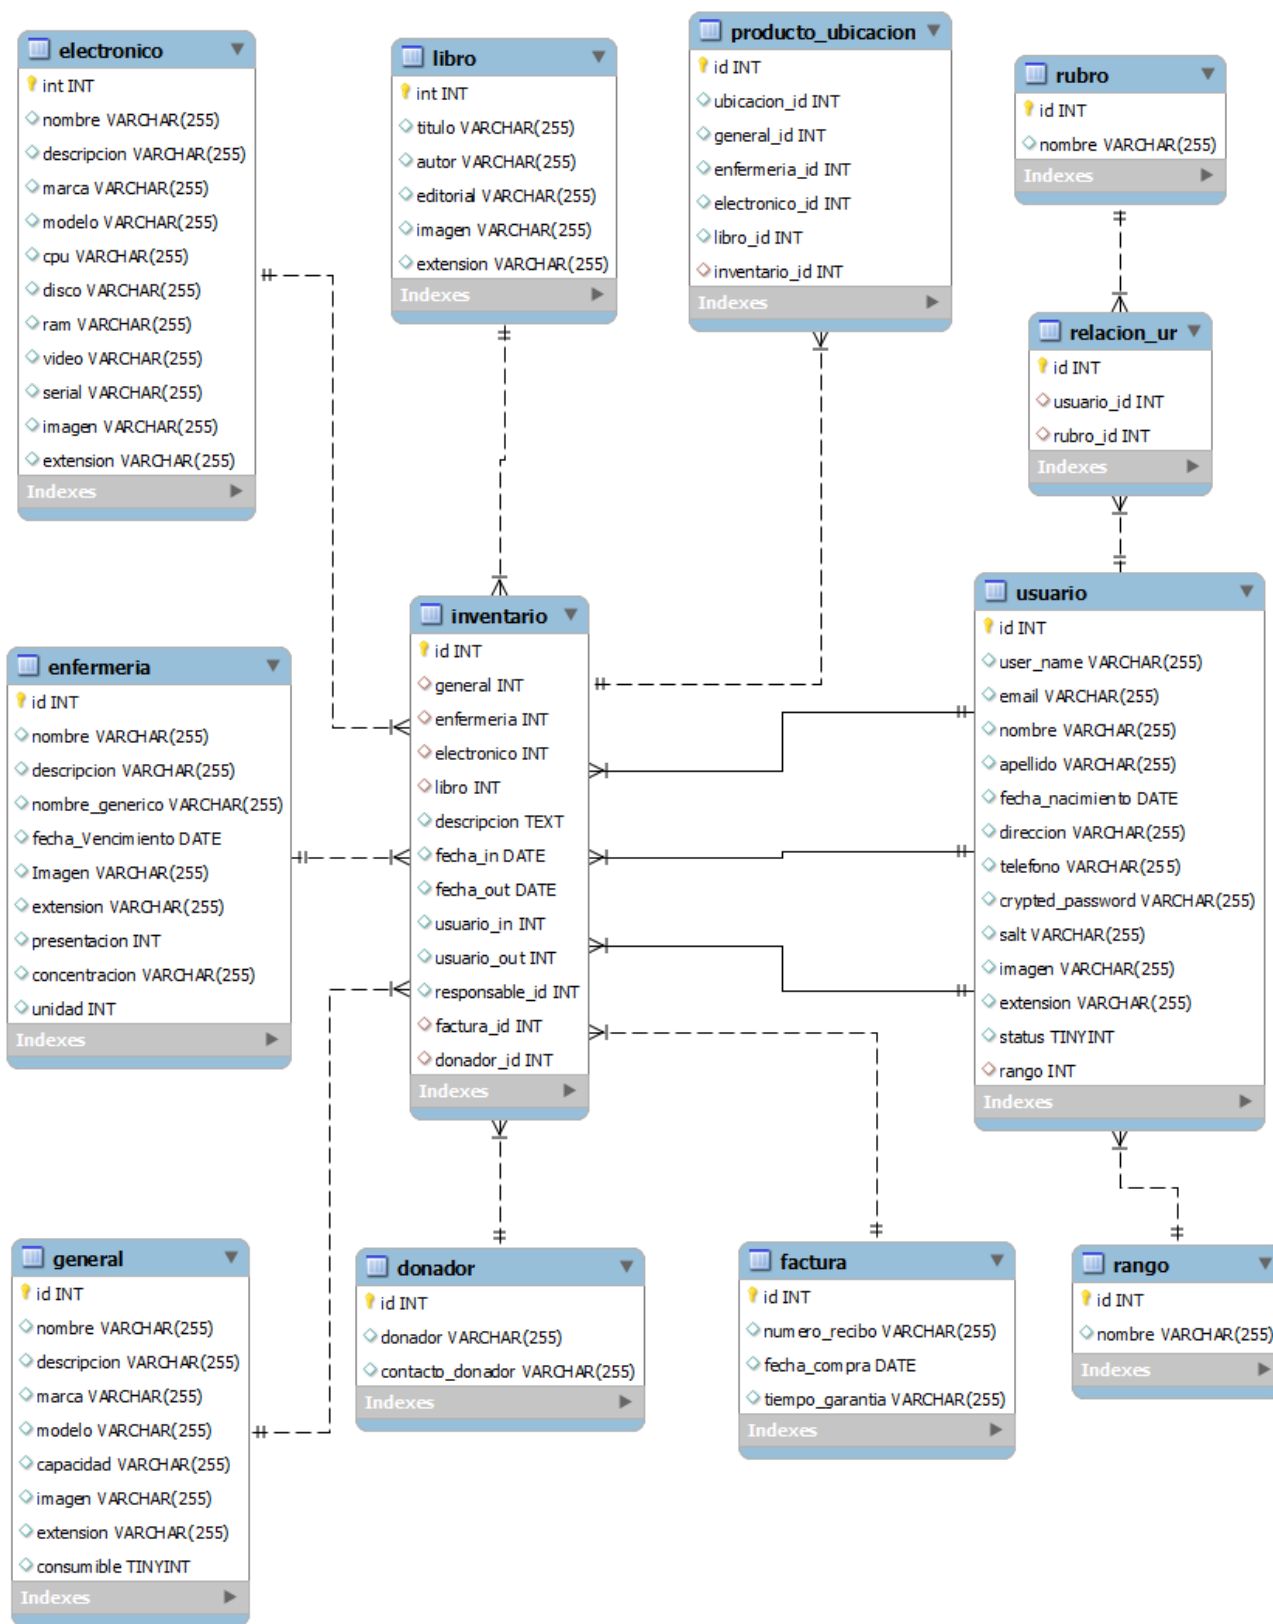 electronico
int INT
nombre VARCHAR(255)
descripcion VARCHAR(255)
marca VARCHAR(255)
modelo VARCHAR(255)
cpu VARCHAR(255)
disco VARCHAR(255)
ram VARCHAR(255)
video VARCHAR(255)
serial VARCHAR(255)
imagen VARCHAR(255)
extension VARCHAR(255)
Indexes
libro
int INT
titulo VARCHAR(255)
autor VARCHAR(255)
editorial VARCHAR(255)
imagen VARCHAR(255)
extension VARCHAR(255)
Indexes
producto_ubicacion
id INT
ubicacion_id INT
general_id INT
enfermeria_id INT
electronico_id INT
libro_id INT
inventario_id INT
Indexes
rubro
id INT
nombre VARCHAR(255)
Indexes
relacion_ur
id INT
usuario_id INT
rubro_id INT
Indexes
enfermeria
id INT
nombre VARCHAR(255)
descripcion VARCHAR(255)
nombre_generico VARCHAR(255)
fecha_Vencimiento DATE
Imagen VARCHAR(255)
extension VARCHAR(255)
presentacion INT
concentracion VARCHAR(255)
unidad INT
Indexes
inventario
id INT
general INT
enfermeria INT
electronico INT
libro INT
descripcion TEXT
fecha_in DATE
fecha_out DATE
usuario_in INT
usuario_out INT
responsable_id INT
factura_id INT
donador_id INT
Indexes
usuario
id INT
user_name VARCHAR(255)
email VARCHAR(255)
nombre VARCHAR(255)
apellido VARCHAR(255)
fecha_nacimiento DATE
direccion VARCHAR(255)
telefono VARCHAR(255)
crypted_password VARCHAR(255)
salt VARCHAR(255)
imagen VARCHAR(255)
extension VARCHAR(255)
status TINYINT
rango INT
Indexes
general
id INT
nombre VARCHAR(255)
descripcion VARCHAR(255)
marca VARCHAR(255)
modelo VARCHAR(255)
capacidad VARCHAR(255)
imagen VARCHAR(255)
extension VARCHAR(255)
consumible TINYINT
Indexes
donador
id INT
donador VARCHAR(255)
contacto_donador VARCHAR(255)
Indexes
factura
id INT
numero_recibo VARCHAR(255)
fecha_compra DATE
tiempo_garantia VARCHAR(255)
Indexes
rango
id INT
nombre VARCHAR(255)
Indexes